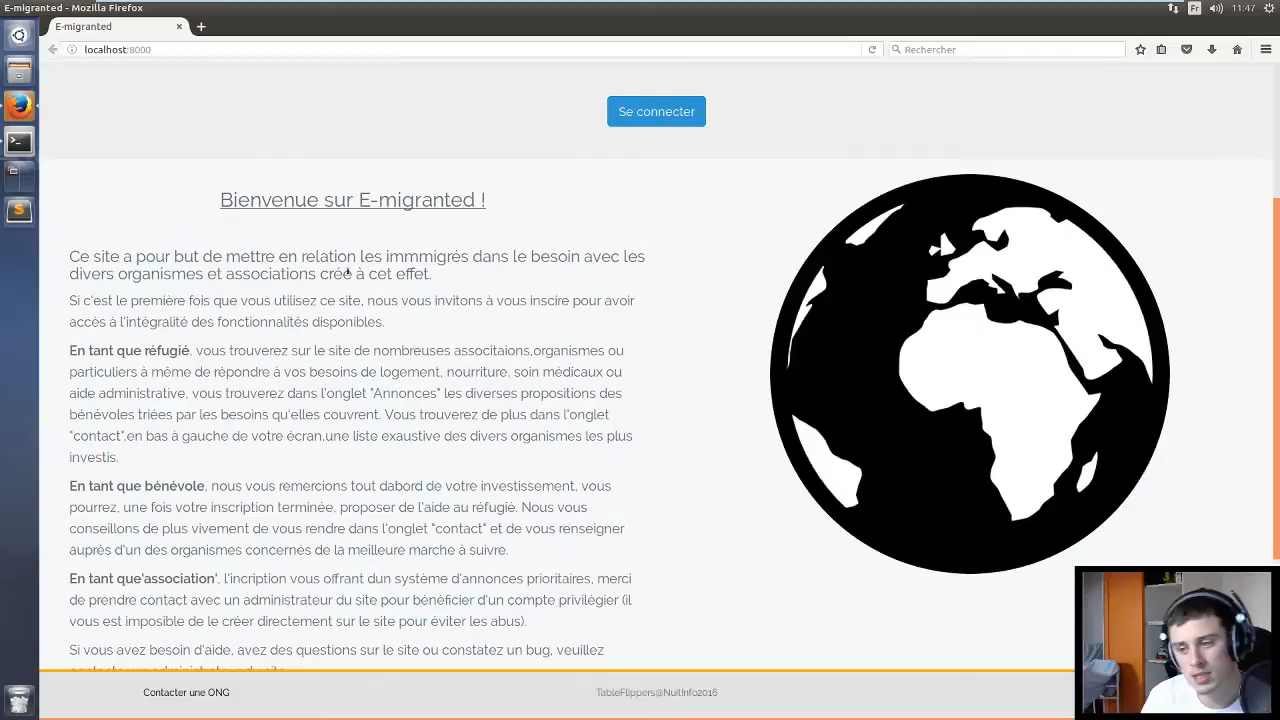 E-migranted - Mozilla Firefox
Fr
11:47
E-migranted
localhost:8000
Rechercher
Se connecter
Bienvenue sur E-migranted !
Ce site a pour but de mettre en relation les immmigrés dans le besoin avec les
divers organismes et associations créé à cet effet.
Si c'est le première fois que vous utilisez ce site, nous vous invitons à vous inscire pour avoir
accès à l'intégralité des fonctionnalités disponibles.
En tant que réfugié, vous trouverez sur le site de nombreuses associtaions,organismes ou
particuliers à même de répondre à vos besoins de logement, nourriture, soin médicaux ou
aide administrative, vous trouverez dans l'onglet "Annonces" les diverses propositions des
bénévoles triées par les besoins qu'elles couvrent. Vous trouverez de plus dans l'onglet
"contact",en bas à gauche de votre écran,une liste exaustive des divers organismes les plus
investis.
En tant que bénévole, nous vous remercions tout dabord de votre investissement, vous
pourrez, une fois votre inscription terminée, proposer de l'aide au réfugié. Nous vous
conseillons de plus vivement de vous rendre dans l'onglet "contact" et de vous renseigner
auprès d'un des organismes concernés de la meilleure marche à suivre.
En tant que'association', l'incription vous offrant dun système d'annonces prioritaires, merci
de prendre contact avec un administrateur du site pour bénéficier d'un compte privilègier (il
vous est imposible de le créer directement sur le site pour éviter les abus).
Si vous avez besoin d'aide, avez des questions sur le site ou constatez un bug, veuillez
Contacter une ONG
TableFlippers@NuitInfo2016